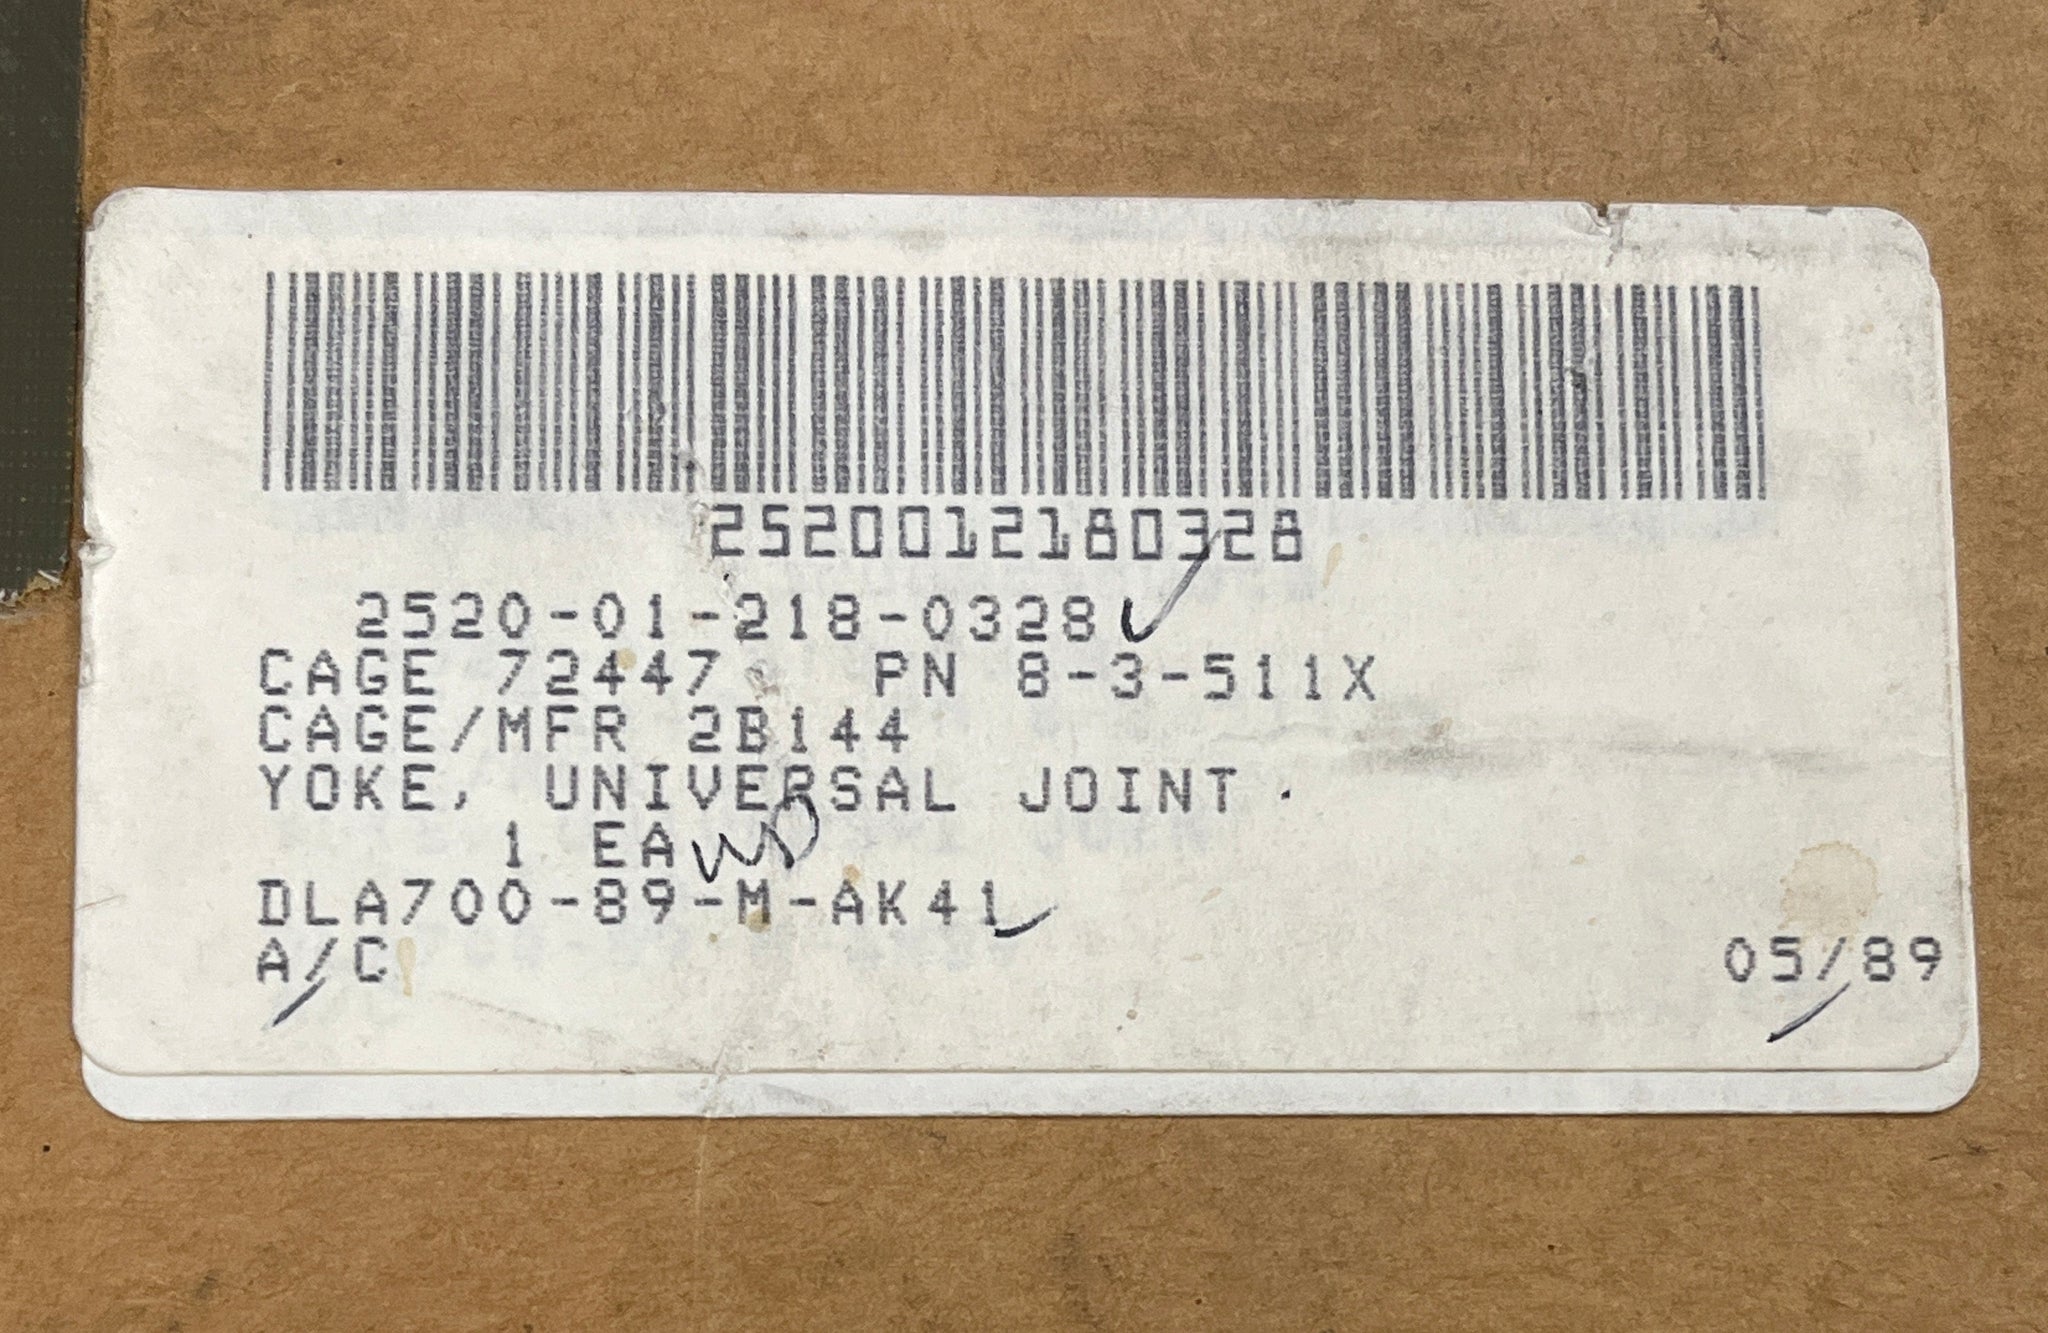 2520012180328
2520-01-218-0328
CAGE 72447 PN 8-3-511X
CAGE/MFR 2B144
YOKE, UNIVERSAL JOINT
1 EA
DLA700-89-M-AK41
A/C 05/89